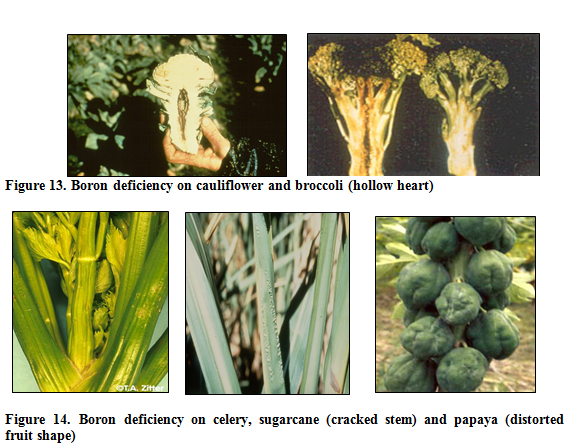 Figure 13. Boron deficiency on cauliflower and broccoli (hollow heart)
©T.A. Zitter
Figure 14. Boron deficiency on celery, sugarcane (cracked stem) and papaya (distorted
fruit shape)